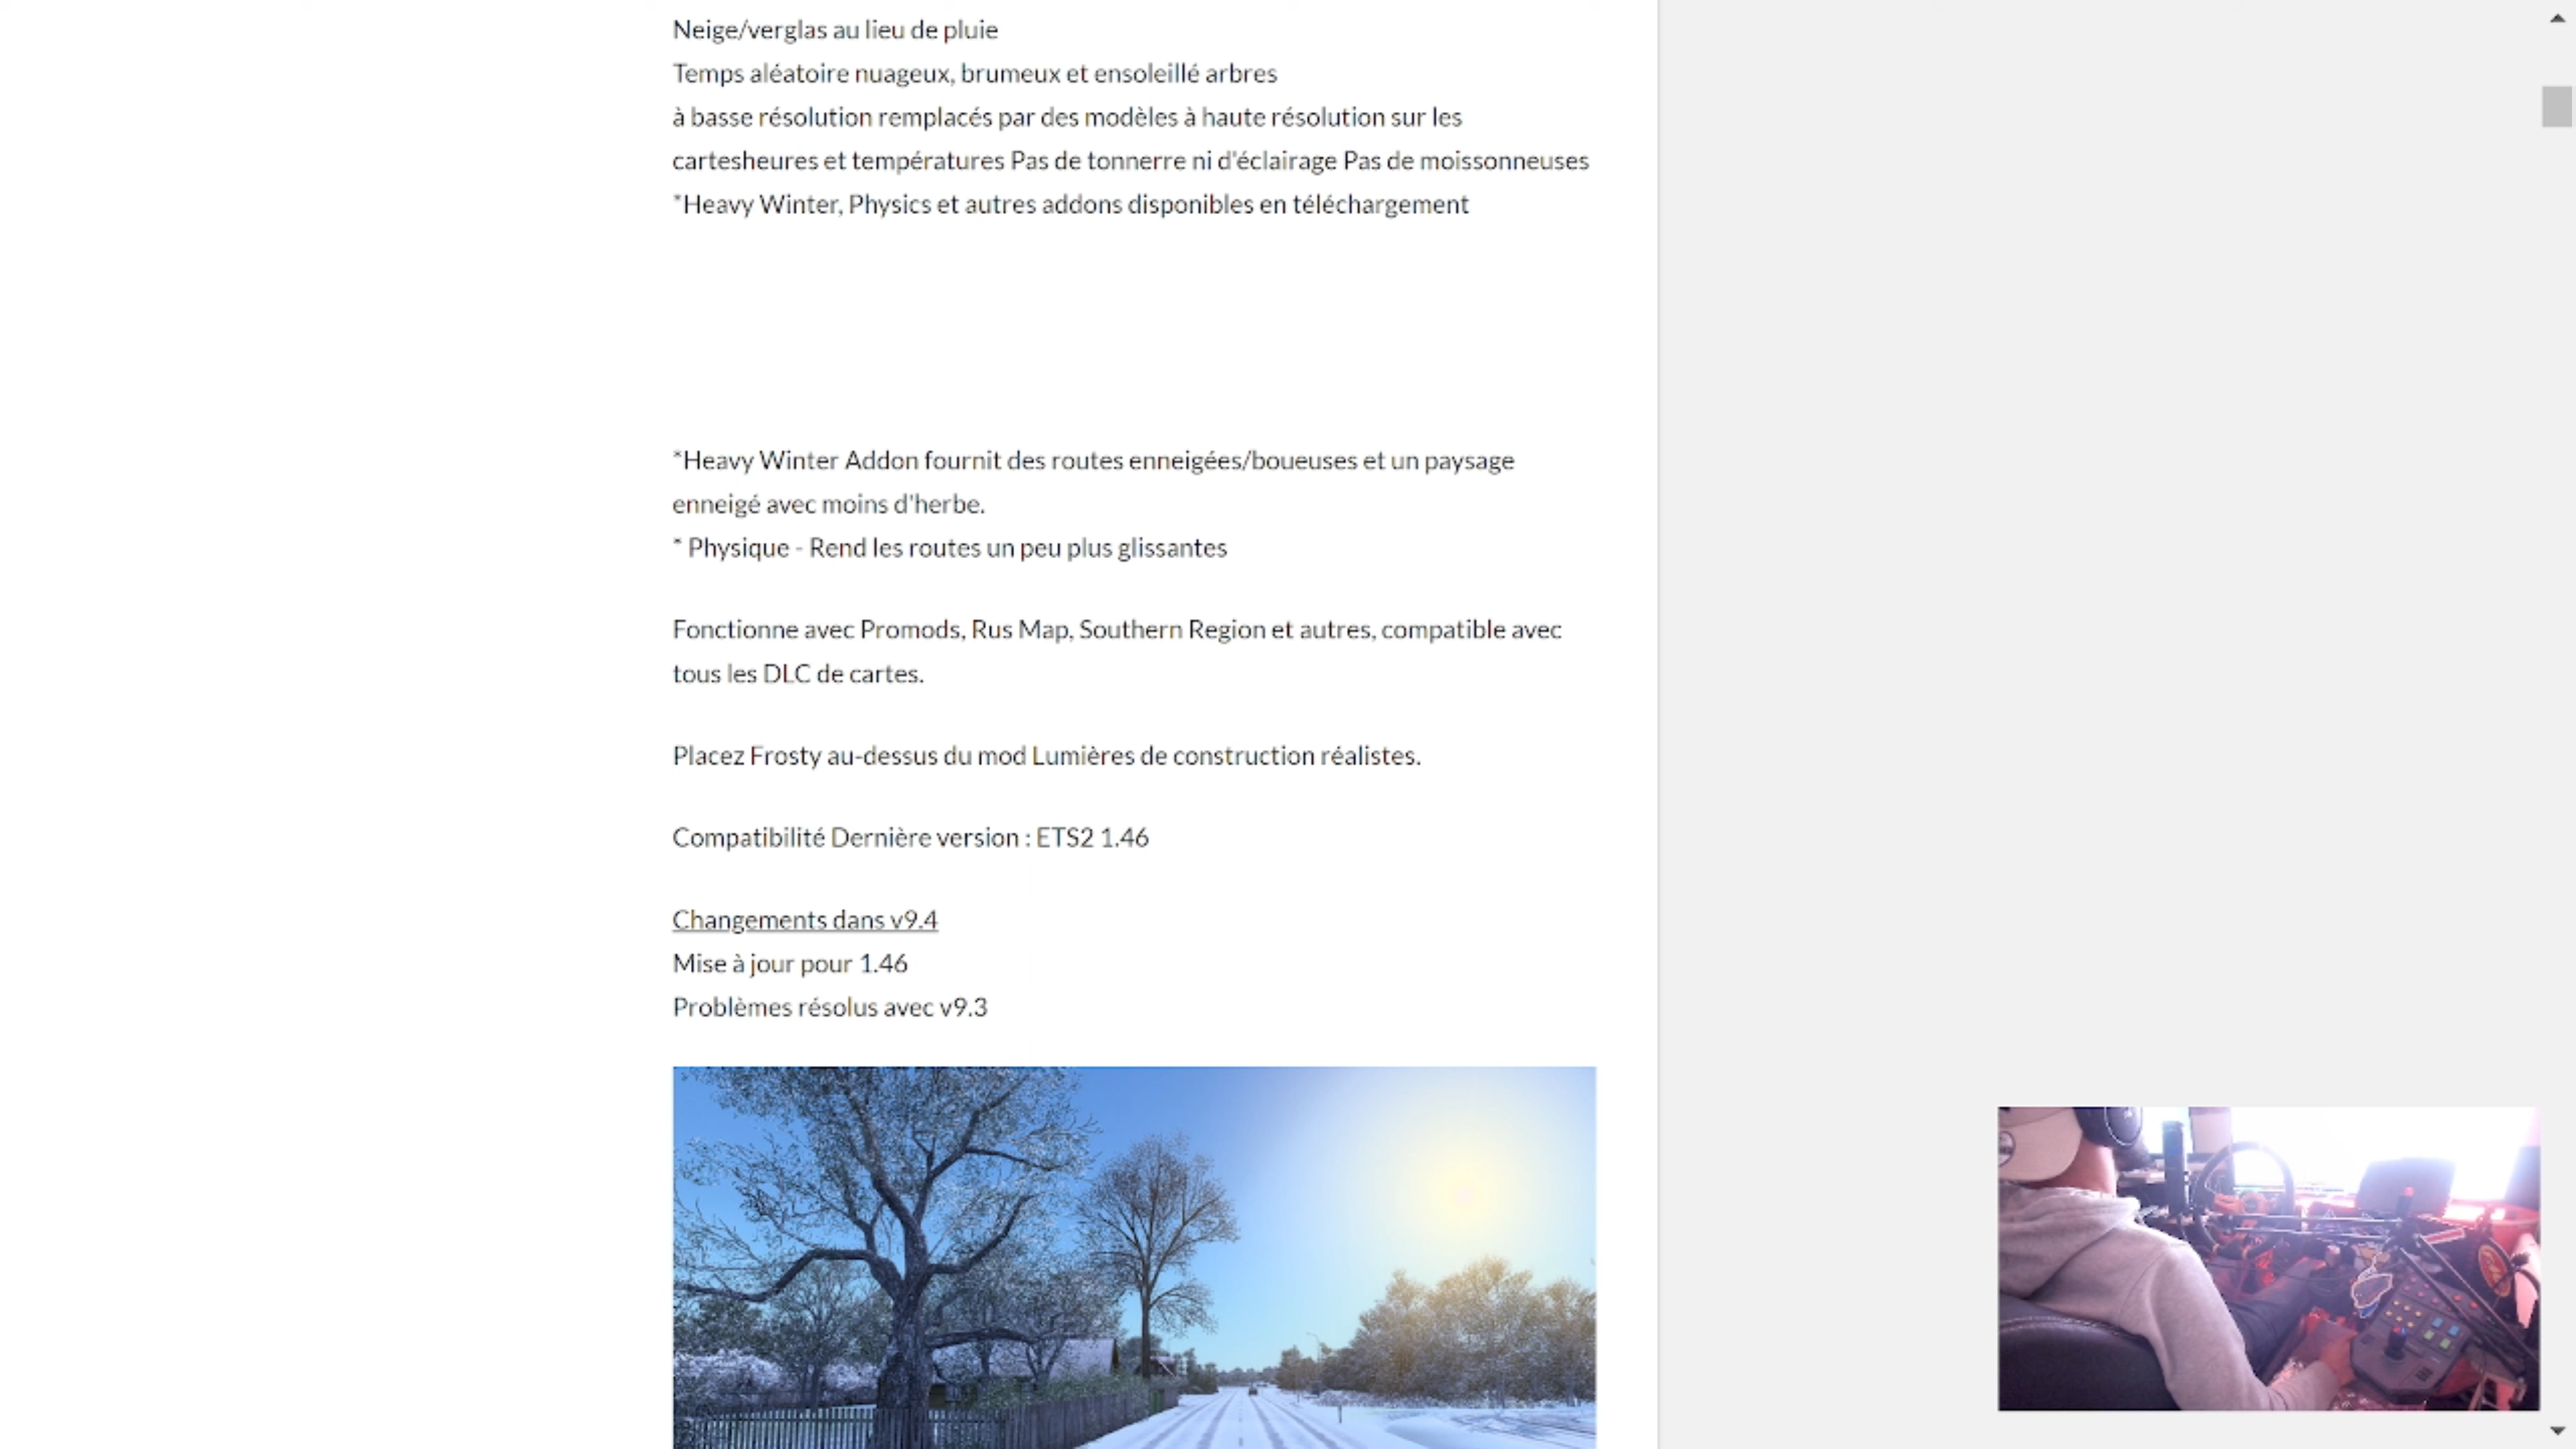 Neige/verglas au lieu de pluie
Temps aléatoire nuageux, brumeux et ensoleillé arbres
à basse résolution remplacés par des modèles à haute résolution sur les
cartesheures et températures Pas de tonnerre ni d'éclairage Pas de moissonneuses
*Heavy Winter, Physics et autres addons disponibles en téléchargement
*Heavy Winter Addon fournit des routes enneigées/boueuses et un paysage
enneigé avec moins d'herbe.
* Physique - Rend les routes un peu plus glissantes
Fonctionne avec Promods, Rus Map, Southern Region et autres, compatible avec
tous les DLC de cartes.
Placez Frosty au-dessus du mod Lumières de construction réalistes.
Compatibilité Dernière version : ETS2 1.46
Changements dans v9.4
Mise à jour pour 1.46
Problèmes résolus avec v9.3